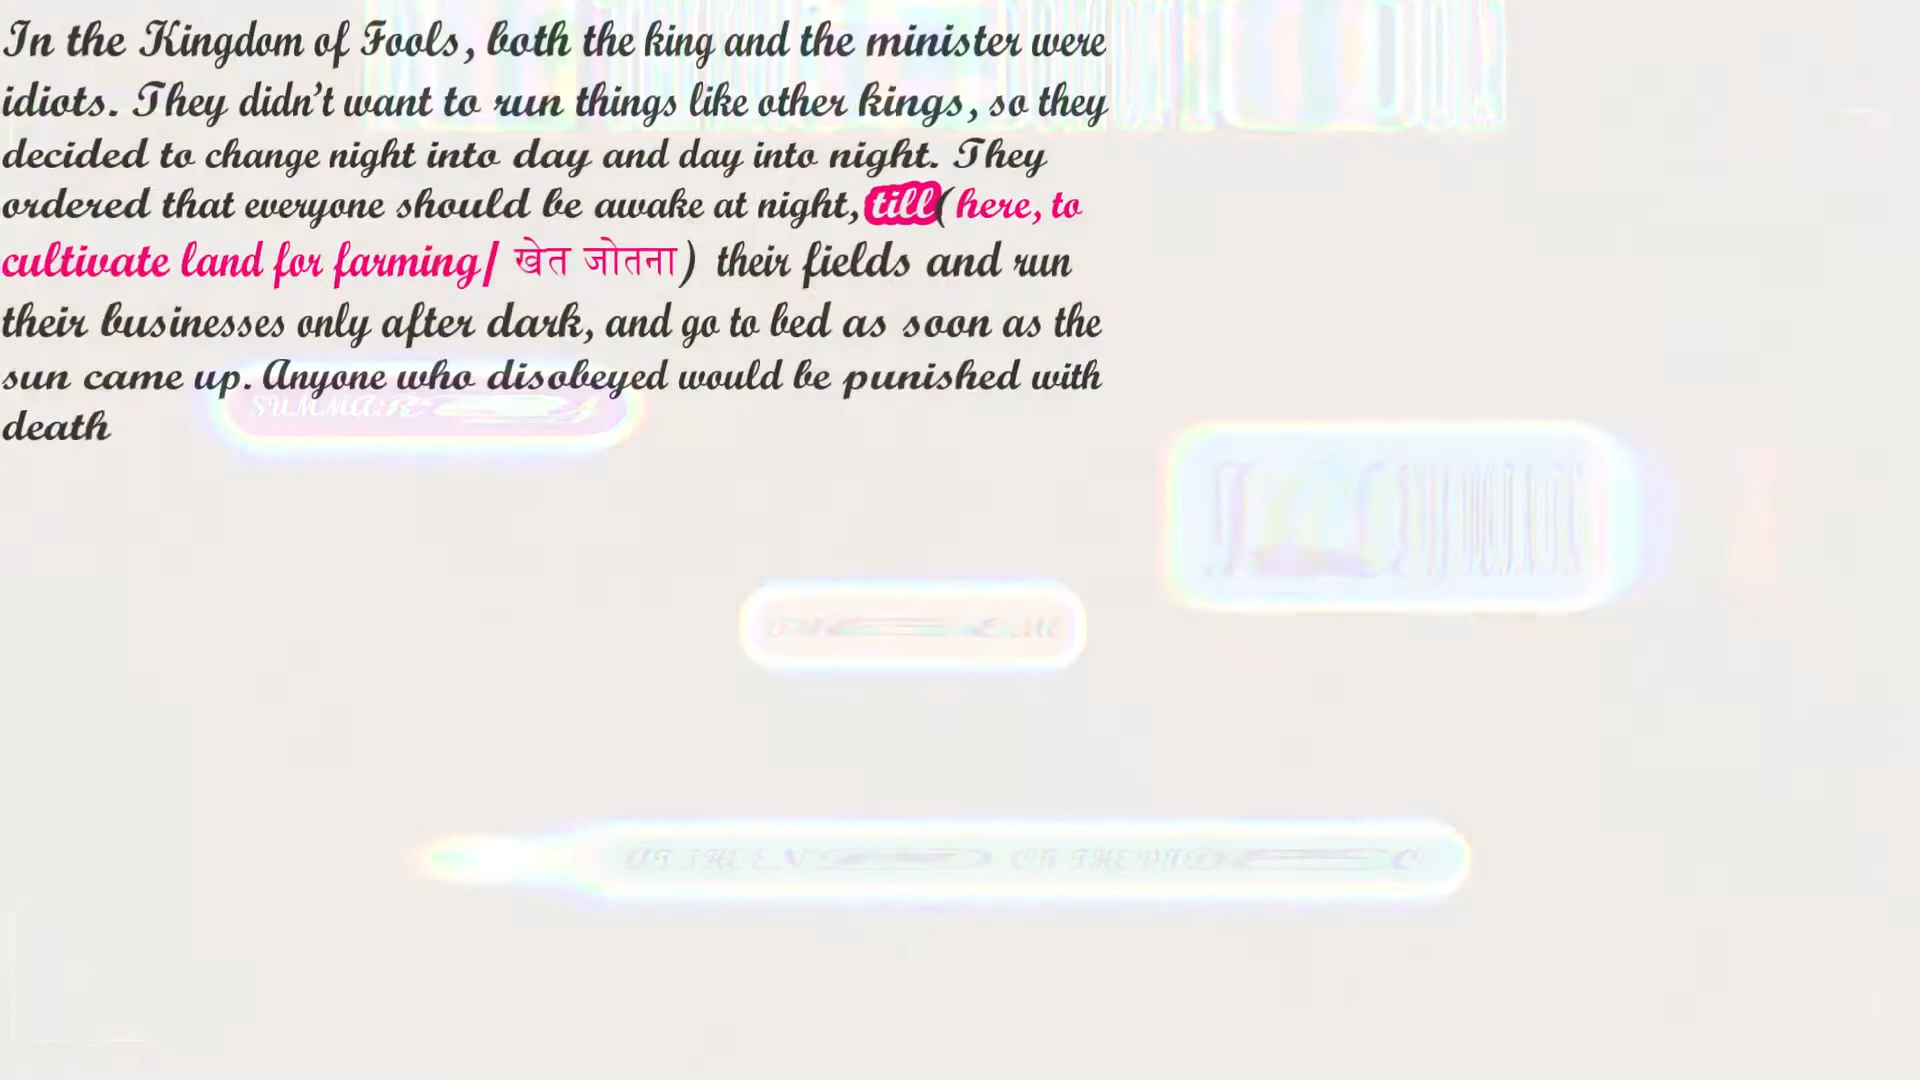 In the Kingdom of Fools, both the king and the minister were
idiots. They didn't want to run things like other kings, so they
decided to change night into day and day into night. They
ordered that everyone should be awake at night, till( here, to
cultivate land for farming/ खेत जोतना) their fields and run
their businesses only after dark, and go to bed as soon as the
sun came up. Anyone who disobeyed would be punished with
death